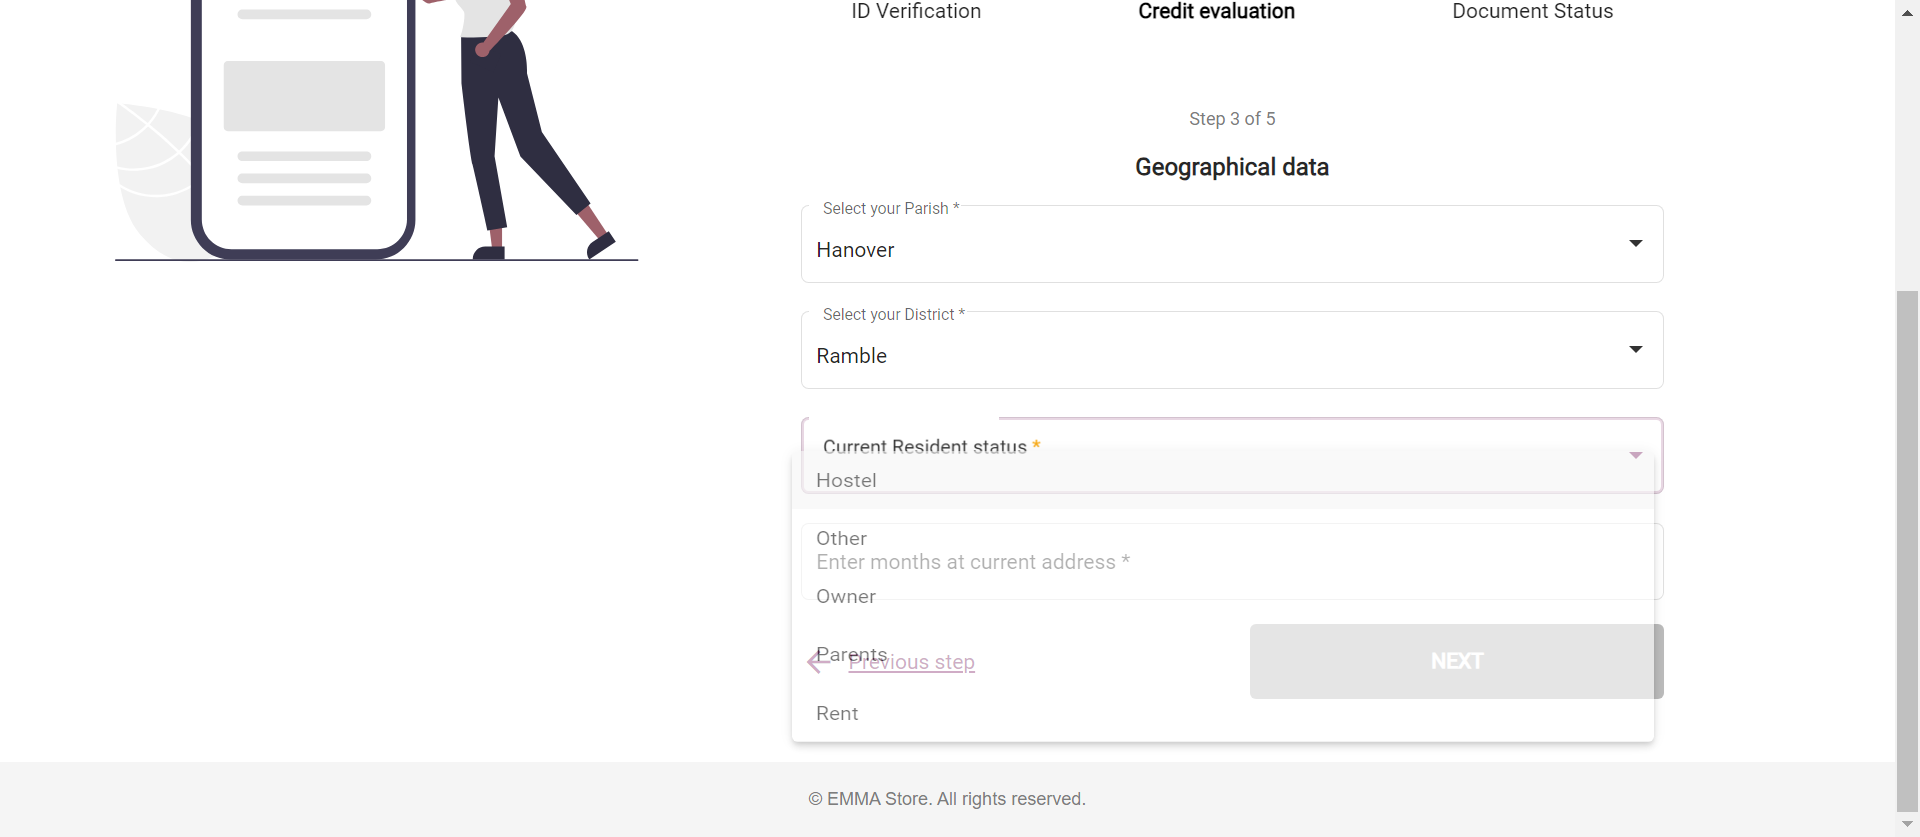 ID Verification
Credit evaluation
Document Status
Step 3 of 5
Geographical data
Select your Parish *
Hanover
Select your District *
Ramble
Current Resident status *
Hostel
Other
Enter months at current address *
Owner
Parents
Previous step
NEXT
Rent
© EMMA Store. All rights reserved.